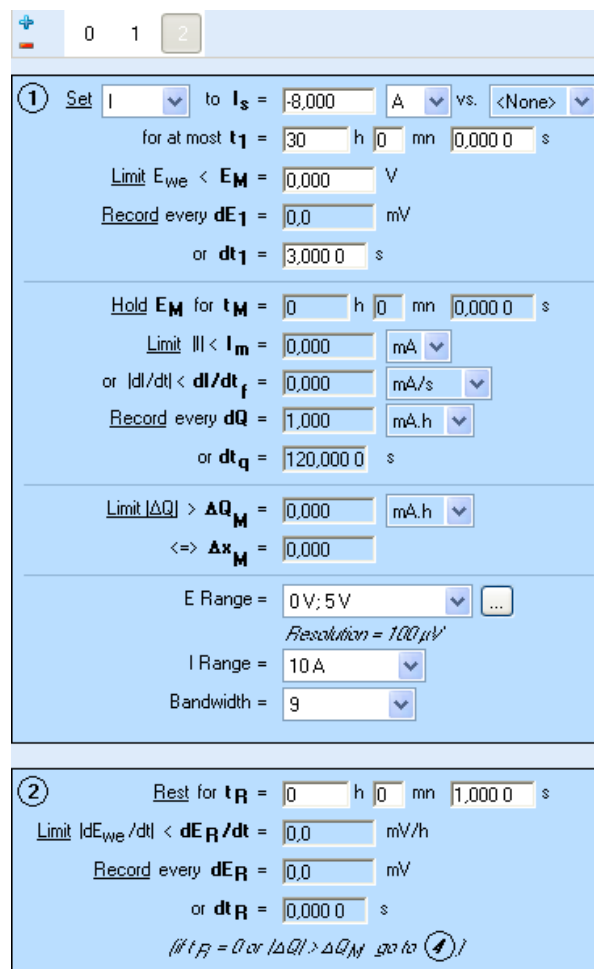 0 1 2
1 Set I to Is = -8,000 A vs. <None>
for at most t1 = 30 h 0 mn 0,000 0 s
Limit Ewe < EM = 0,000 V
Record every dE1 = 0,0 mV
or dt1 = 3,000 0 s
Hold EM for tM = 0 h 0 mn 0,000 0 s
Limit |I| < Im = 0,000 mA
or |dI/dt| < dI/dtf = 0,000 mA/s
Record every dQ = 1,000 mA.h
or dtq = 120,000 0 s
Limit |ΔQ| > ΔQM = 0,000 mA.h
<=> ΔxM = 0,000
E Range = 0 V; 5 V ...
Resolution = 100 µV
I Range = 10 A
Bandwidth = 9
2 Rest for tR = 0 h 0 mn 1,000 0 s
Limit |dEwe/dt| < dER/dt = 0,0 mV/h
Record every dER = 0,0 mV
or dtR = 0,000 0 s
(if tR = 0 or |ΔQ| > ΔQM go to 4)